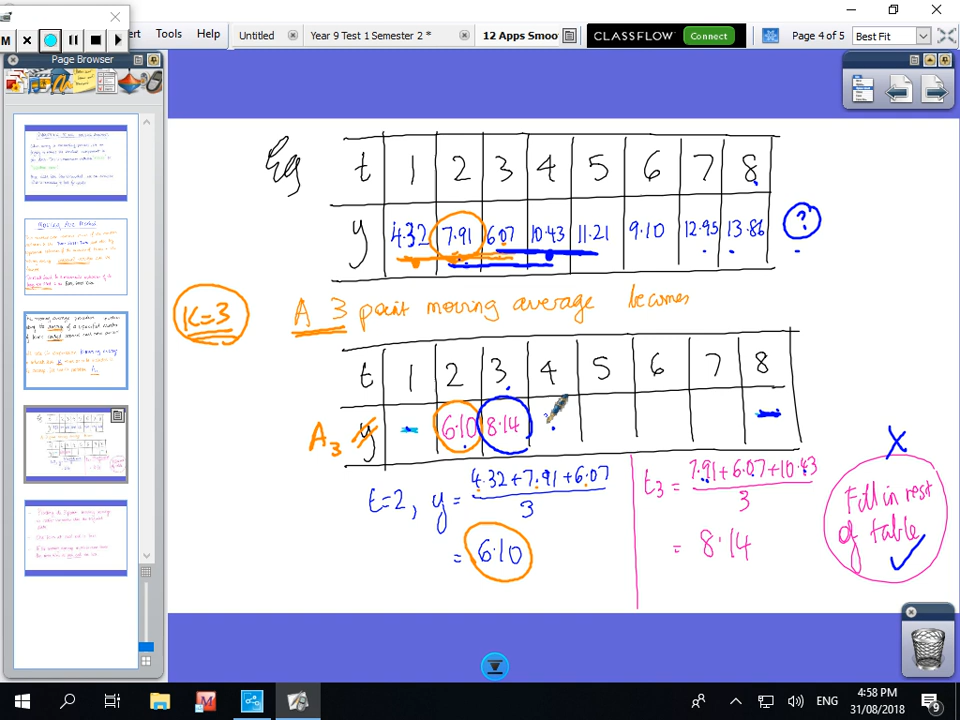 M
Tools
Help
Untitled
Year 9 Test 1 Semester 2 *
12 Apps Smoo
CLASSFLOW
Connect
Page 4 of 5
Best Fit
Page Browser
Eg
t 1 2 3 4 5 6 7 8
y 4.32 7.91 6.07 10.43 11.21 9.10 12.95 13.86 ?
K=3
A 3 point moving average becomes
t 1 2 3 4 5 6 7 8
A3 y - 6.10 8.14 -
t=2, y = 4.32+7.91+6.07
3
= 6.10
t3 = 7.91+6.07+10.43
3
= 8.14
X
Fill in rest
of table
ENG
4:58 PM
31/08/2018
9